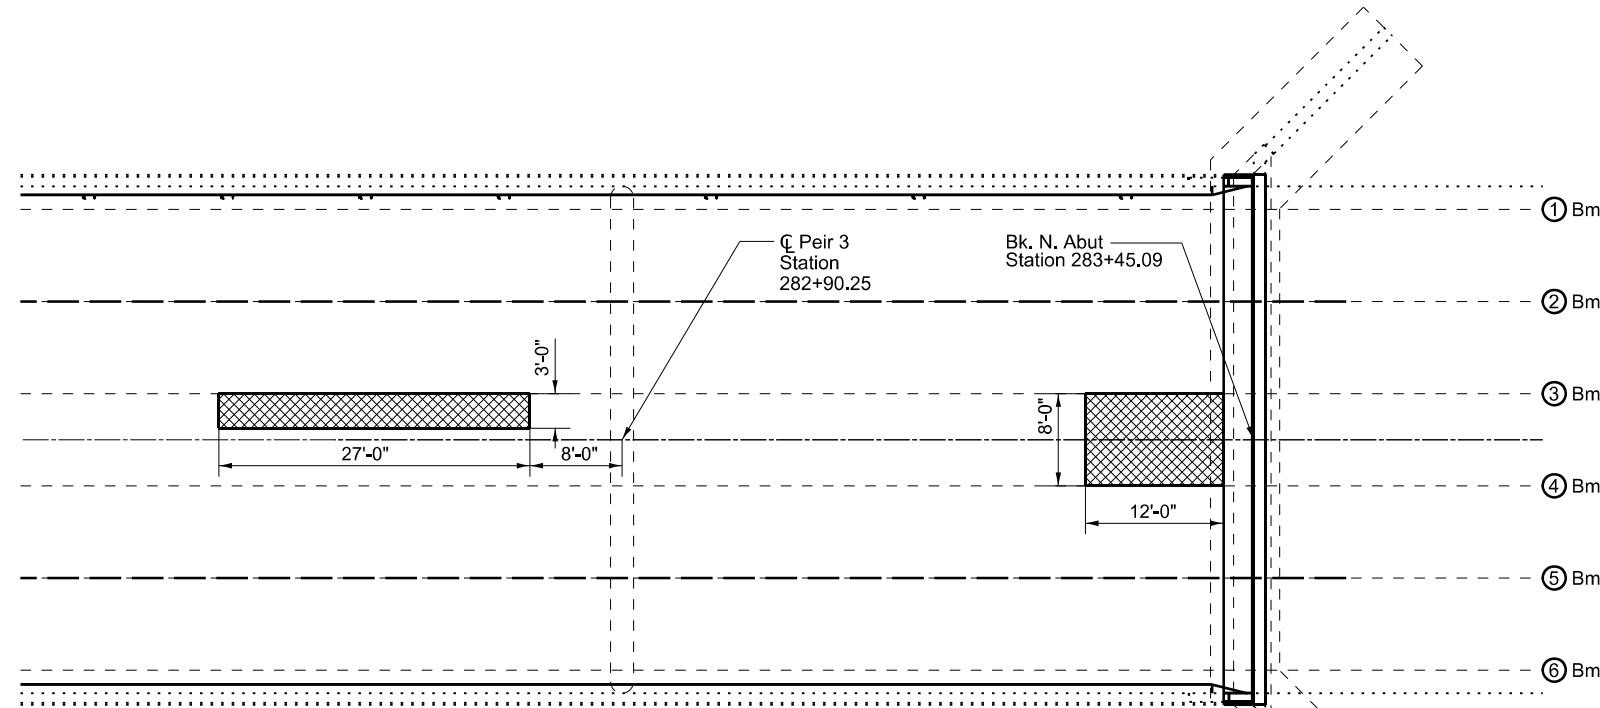 ℄ Peir 3
Station
282+90.25
Bk. N. Abut
Station 283+45.09
1 Bm
2 Bm
3'-0"
3 Bm
8'-0"
27'-0"
8'-0"
4 Bm
12'-0"
5 Bm
6 Bm